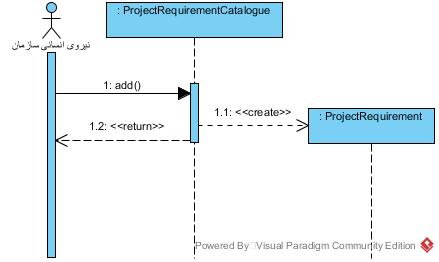 : ProjectRequirementCatalogue
نیروی انسانی سازمان
1: add()
1.1: <<create>>
: ProjectRequirement
1.2: <<return>>
Powered By Visual Paradigm Community Edition